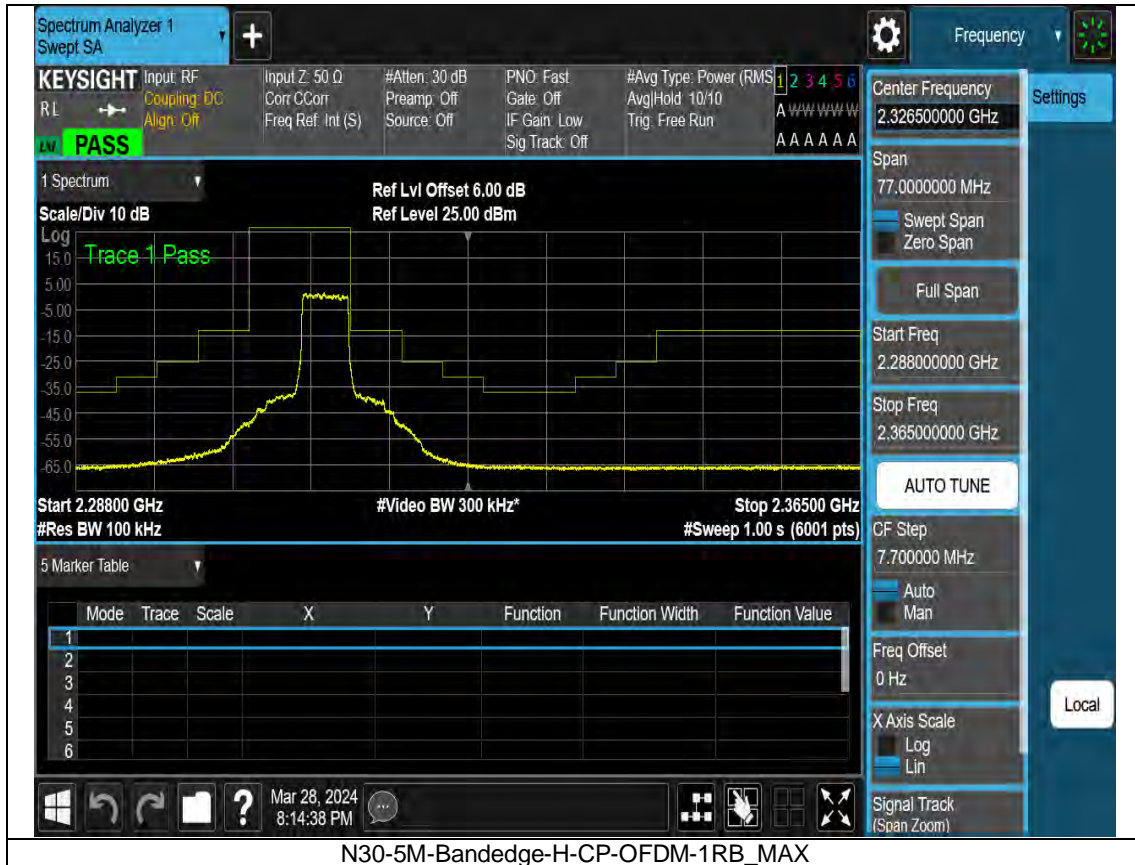 Spectrum Analyzer 1
Swept SA
+
Frequency
KEYSIGHT
RL
PASS
Input: RF
Coupling: DC
Align: Off
Input Z: 50 Ω
Corr CCorr
Freq Ref: Int (S)
#Atten: 30 dB
Preamp: Off
Source: Off
PNO: Fast
Gate: Off
IF Gain: Low
Sig Track: Off
#Avg Type: Power (RMS
Avg|Hold: 10/10
Trig: Free Run
1 2 3 4 5 6
A W W W W W
A A A A A A
1 Spectrum
Scale/Div 10 dB
Ref Lvl Offset 6.00 dB
Ref Level 25.00 dBm
Log
Trace 1 Pass
15.0
5.00
-5.00
-15.0
-25.0
-35.0
-45.0
-55.0
-65.0
Start 2.28800 GHz
#Video BW 300 kHz*
Stop 2.36500 GHz
#Res BW 100 kHz
#Sweep 1.00 s (6001 pts)
5 Marker Table
Mode Trace Scale X Y Function Function Width Function Value
1
2
3
4
5
6
Mar 28, 2024
8:14:38 PM
?
Center Frequency
2.326500000 GHz
Settings
Span
77.0000000 MHz
Swept Span
Zero Span
Full Span
Start Freq
2.288000000 GHz
Stop Freq
2.365000000 GHz
AUTO TUNE
CF Step
7.700000 MHz
Auto
Man
Freq Offset
0 Hz
X Axis Scale
Log
Lin
Local
Signal Track
(Span Zoom)
N30-5M-Bandedge-H-CP-OFDM-1RB_MAX